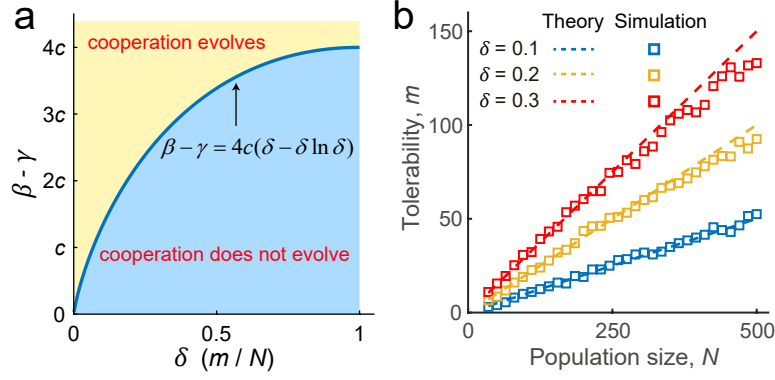 a
β - γ
4c
3c
2c
c
0
cooperation evolves
β − γ = 4c(δ − δ ln δ)
cooperation does not evolve
0
0.5
1
δ (m / N)
b
Theory Simulation
δ = 0.1
δ = 0.2
δ = 0.3
Tolerability, m
150
100
50
0
0
250
500
Population size, N